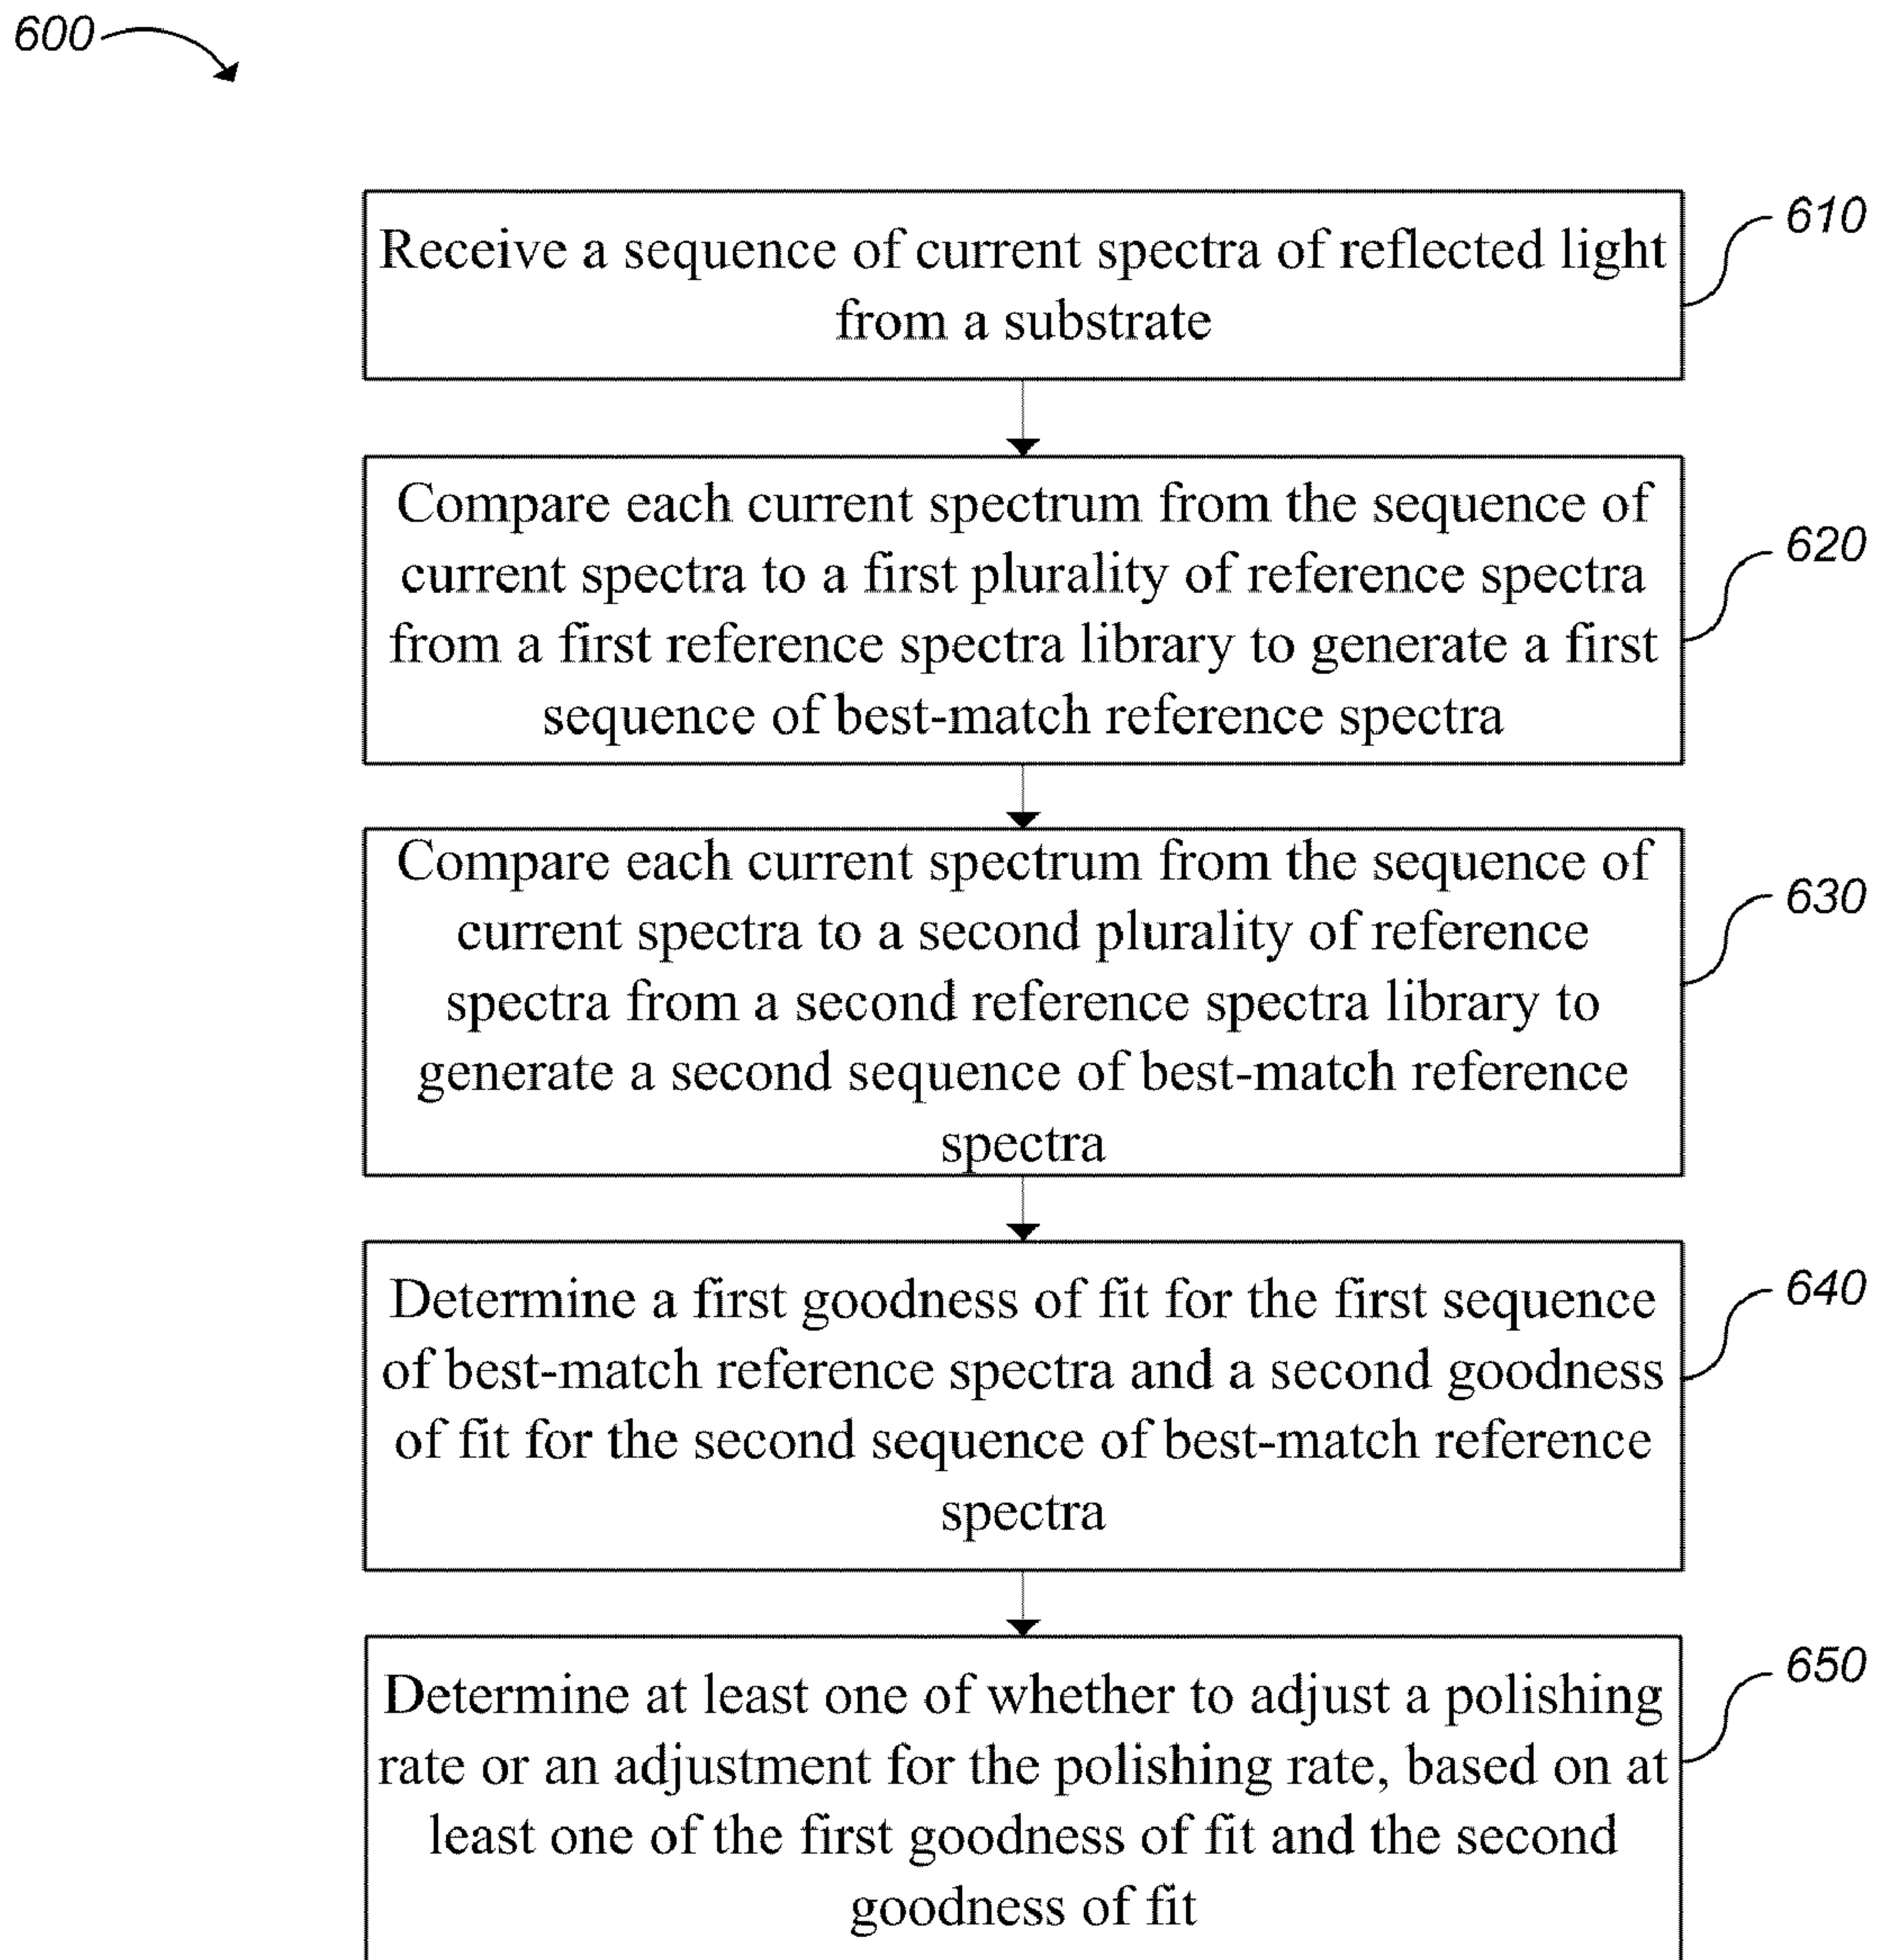 600
Receive a sequence of current spectra of reflected light
from a substrate
610
Compare each current spectrum from the sequence of
current spectra to a first plurality of reference spectra
from a first reference spectra library to generate a first
sequence of best-match reference spectra
620
Compare each current spectrum from the sequence of
current spectra to a second plurality of reference
spectra from a second reference spectra library to
generate a second sequence of best-match reference
spectra
630
Determine a first goodness of fit for the first sequence
of best-match reference spectra and a second goodness
of fit for the second sequence of best-match reference
spectra
640
Determine at least one of whether to adjust a polishing
rate or an adjustment for the polishing rate, based on at
least one of the first goodness of fit and the second
goodness of fit
650